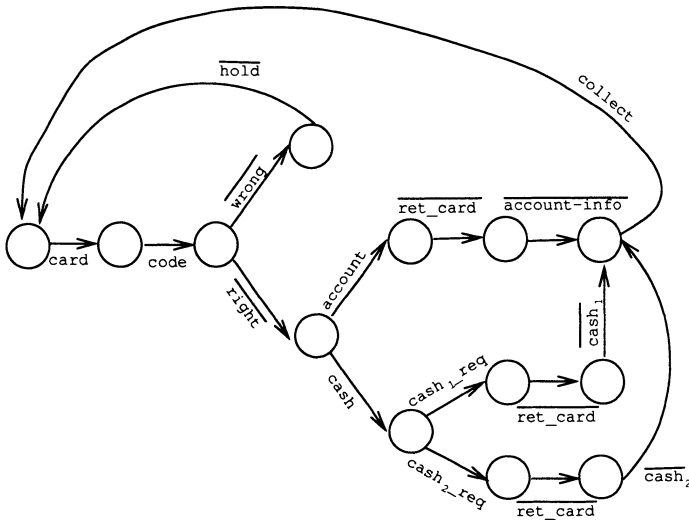 collect
hold
wrong
ret_card
account-info
card
code
right
account
cash₁
cash
cash₁_req
ret_card
cash₂_req
ret_card
cash₂